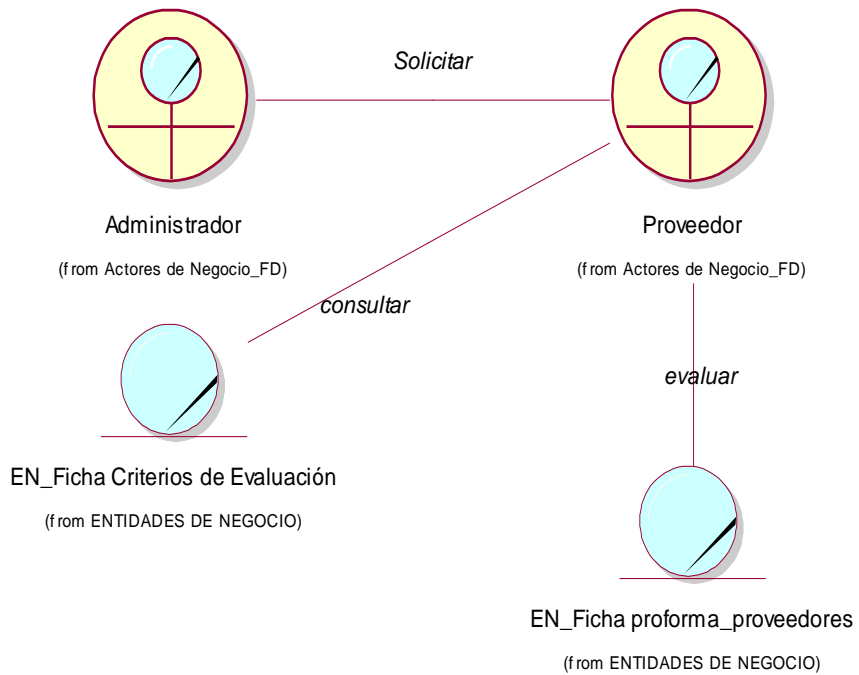 Solicitar
Administrador
(from Actores de Negocio_FD)
Proveedor
(from Actores de Negocio_FD)
consultar
evaluar
EN_Ficha Criterios de Evaluación
(from ENTIDADES DE NEGOCIO)
EN_Ficha proforma_proveedores
(from ENTIDADES DE NEGOCIO)